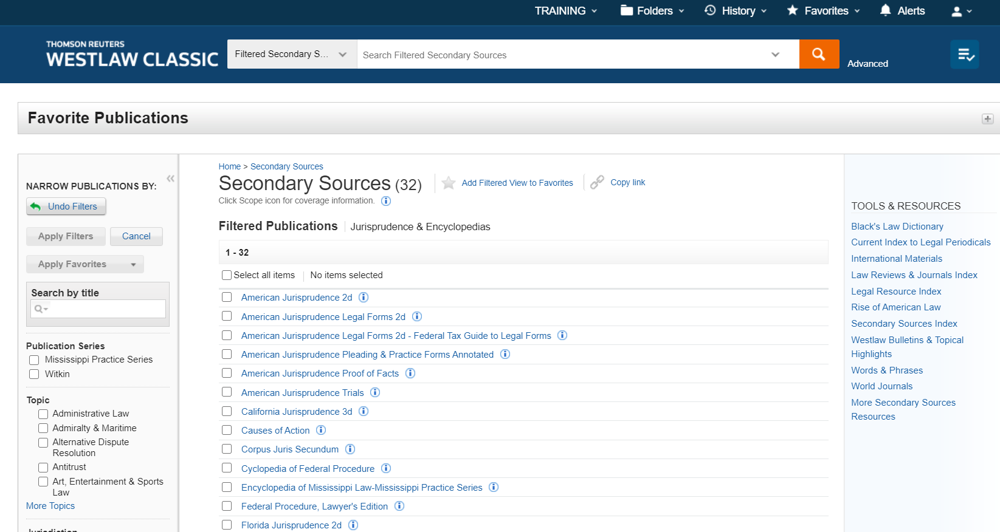 TRAINING
Folders
History
Favorites
Alerts
THOMSON REUTERS
WESTLAW CLASSIC
Filtered Secondary S...
Search Filtered Secondary Sources
Advanced
Favorite Publications
NARROW PUBLICATIONS BY:
Undo Filters
Apply Filters
Cancel
Apply Favorites
Search by title
Publication Series
Mississippi Practice Series
Witkin
Topic
Administrative Law
Admiralty & Maritime
Alternative Dispute
Resolution
Antitrust
Art, Entertainment & Sports
Law
More Topics
Jurisdiction
Home > Secondary Sources
Secondary Sources (32)
Add Filtered View to Favorites
Copy link
Click Scope icon for coverage information.
Filtered Publications
Jurisprudence & Encyclopedias
1 - 32
Select all items
No items selected
American Jurisprudence 2d
American Jurisprudence Legal Forms 2d
American Jurisprudence Legal Forms 2d - Federal Tax Guide to Legal Forms
American Jurisprudence Pleading & Practice Forms Annotated
American Jurisprudence Proof of Facts
American Jurisprudence Trials
California Jurisprudence 3d
Causes of Action
Corpus Juris Secundum
Cyclopedia of Federal Procedure
Encyclopedia of Mississippi Law-Mississippi Practice Series
Federal Procedure, Lawyer's Edition
Florida Jurisprudence 2d
TOOLS & RESOURCES
Black's Law Dictionary
Current Index to Legal Periodicals
International Materials
Law Reviews & Journals Index
Legal Resource Index
Rise of American Law
Secondary Sources Index
Westlaw Bulletins & Topical
Highlights
Words & Phrases
World Journals
More Secondary Sources
Resources